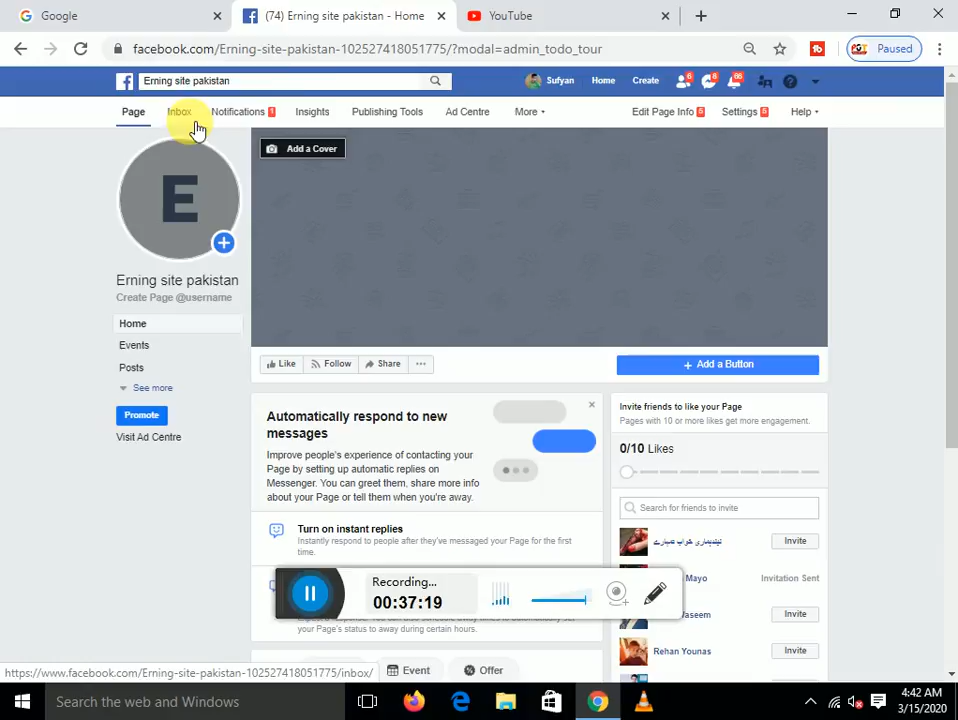 Google
(74) Erning site pakistan - Home
YouTube
facebook.com/Erning-site-pakistan-102527418051775/?modal=admin_todo_tour
Paused
Erning site pakistan
Sufyan
Home
Create
6
8
66
Page
Inbox
Notifications 1
Insights
Publishing Tools
Ad Centre
More
Edit Page Info 5
Settings 5
Help
Add a Cover
E
Erning site pakistan
Create Page @username
Home
Events
Posts
See more
Promote
Visit Ad Centre
Like
Follow
Share
+ Add a Button
Automatically respond to new
messages
Improve people's experience of contacting your
Page by setting up automatic replies on
Messenger. You can greet them, share more info
about your Page or tell them when you're away.
Turn on instant replies
Instantly respond to people after they've messaged your Page for the first
time.
your Page's status to away during certain hours.
Event
Offer
Invite friends to like your Page
Pages with 10 or more likes get more engagement.
0/10 Likes
Search for friends to invite
Invite
Mayo
Invitation Sent
Invite
Rehan Younas
Invite
Recording...
00:37:19
https://www.facebook.com/Erning-site-pakistan-102527418051775/inbox/
Search the web and Windows
4:42 AM
3/15/2020